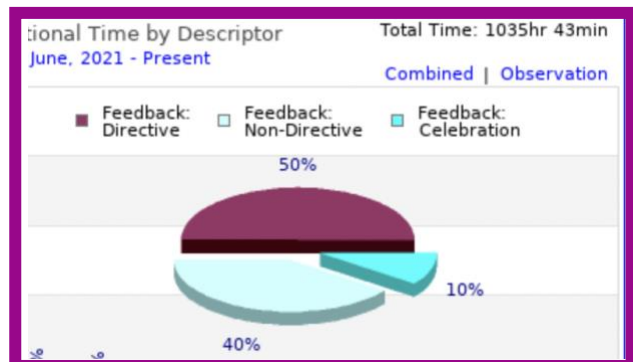 tional Time by Descriptor
Total Time: 1035hr 43min
June, 2021 - Present
Combined | Observation
Feedback: Directive
Feedback: Non-Directive
Feedback: Celebration
50%
10%
40%
%
%